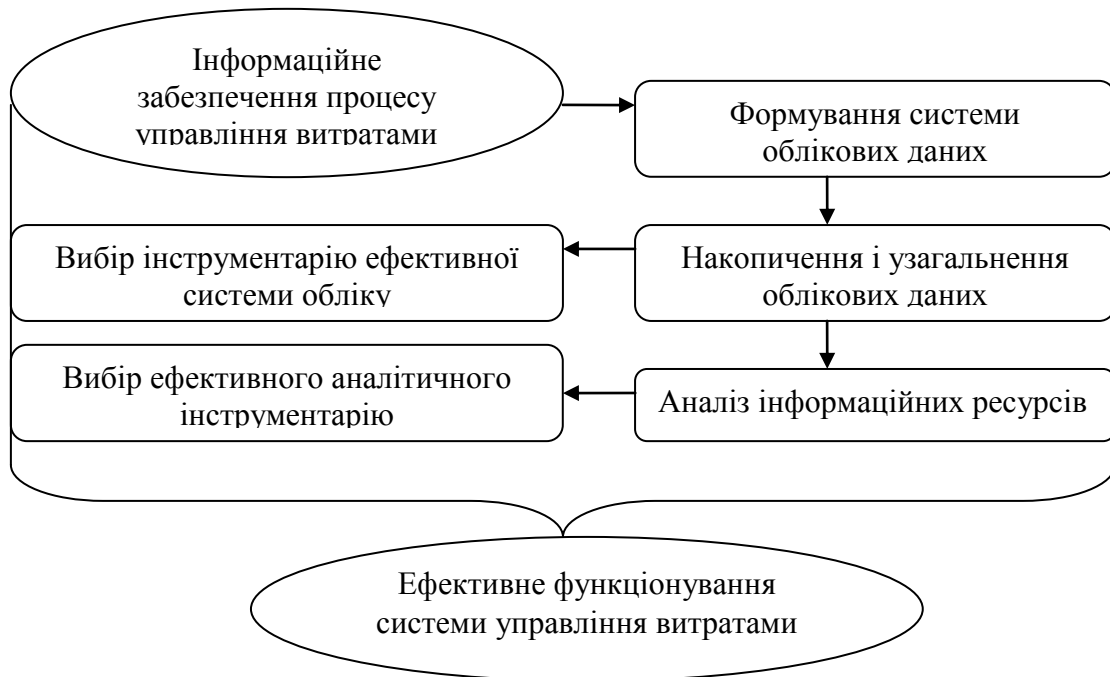 Інформаційне
забезпечення процесу
управління витратами
Формування системи
облікових даних
Вибір інструментарію ефективної
системи обліку
Накопичення і узагальнення
облікових даних
Вибір ефективного аналітичного
інструментарію
Аналіз інформаційних ресурсів
Ефективне функціонування
системи управління витратами